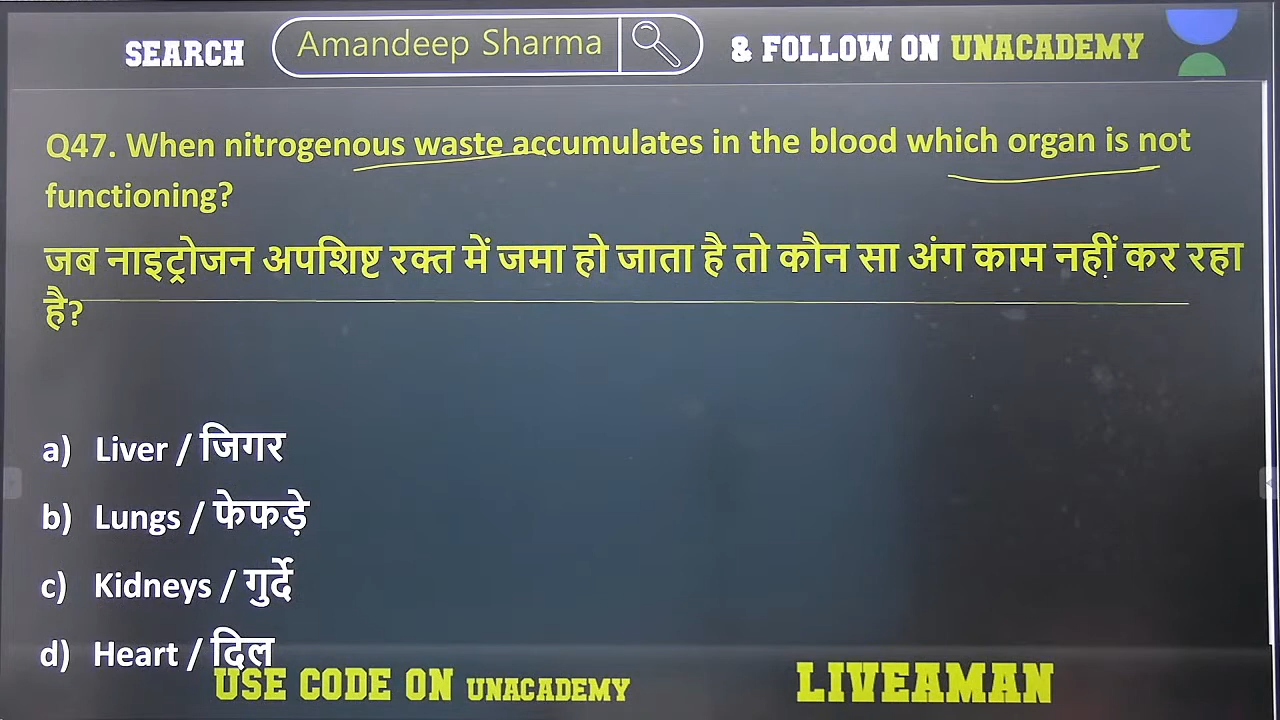 SEARCH Amandeep Sharma & FOLLOW ON UNACADEMY
Q47. When nitrogenous waste accumulates in the blood which organ is not
functioning?
जब नाइट्रोजन अपशिष्ट रक्त में जमा हो जाता है तो कौन सा अंग काम नहीं कर रहा
है?
a) Liver / जिगर
b) Lungs / फेफड़े
c) Kidneys / गुर्दे
d) Heart / दिल
USE CODE ON UNACADEMY LIVEAMAN